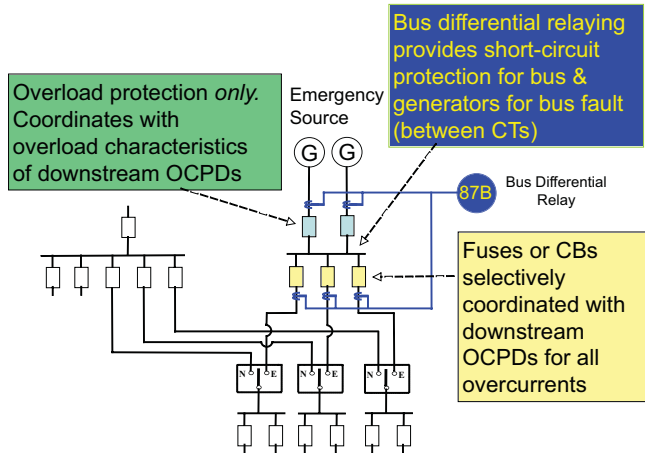 Bus differential relaying
provides short-circuit
protection for bus &
generators for bus fault
(between CTs)
Overload protection only.
Coordinates with
overload characteristics
of downstream OCPDs
Emergency
Source
G
G
87B
Bus Differential
Relay
Fuses or CBs
selectively
coordinated with
downstream
OCPDs for all
overcurrents
N E
N E
N E